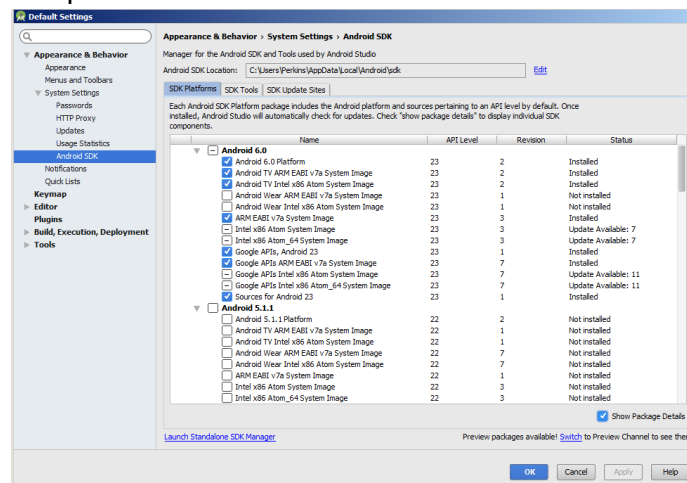 Default Settings
Appearance & Behavior › System Settings › Android SDK
Appearance & Behavior
Appearance
Menus and Toolbars
System Settings
Passwords
HTTP Proxy
Updates
Usage Statistics
Android SDK
Notifications
Quick Lists
Keymap
Editor
Plugins
Build, Execution, Deployment
Tools
Manager for the Android SDK and Tools used by Android Studio
Android SDK Location: C:\Users\Perkins\AppData\Local\Android\sdk Edit
SDK Platforms SDK Tools SDK Update Sites
Each Android SDK Platform package includes the Android platform and sources pertaining to an API level by default. Once
installed, Android Studio will automatically check for updates. Check "show package details" to display individual SDK
components.
Name API Level Revision Status
Android 6.0
Android 6.0 Platform 23 2 Installed
Android TV ARM EABI v7a System Image 23 2 Installed
Android TV Intel x86 Atom System Image 23 2 Installed
Android Wear ARM EABI v7a System Image 23 1 Not installed
Android Wear Intel x86 Atom System Image 23 1 Not installed
ARM EABI v7a System Image 23 3 Installed
Intel x86 Atom System Image 23 3 Update Available: 7
Intel x86 Atom_64 System Image 23 3 Update Available: 7
Google APIs, Android 23 23 1 Installed
Google APIs ARM EABI v7a System Image 23 7 Installed
Google APIs Intel x86 Atom System Image 23 7 Update Available: 11
Google APIs Intel x86 Atom_64 System Image 23 7 Update Available: 11
Sources for Android 23 23 1 Installed
Android 5.1.1
Android 5.1.1 Platform 22 2 Not installed
Android TV ARM EABI v7a System Image 22 1 Not installed
Android TV Intel x86 Atom System Image 22 1 Not installed
Android Wear ARM EABI v7a System Image 22 7 Not installed
Android Wear Intel x86 Atom System Image 22 7 Not installed
ARM EABI v7a System Image 22 1 Not installed
Intel x86 Atom System Image 22 3 Not installed
Intel x86 Atom_64 System Image 22 3 Not installed
Show Package Details
Launch Standalone SDK Manager Preview packages available! Switch to Preview Channel to see
OK Cancel Apply Help